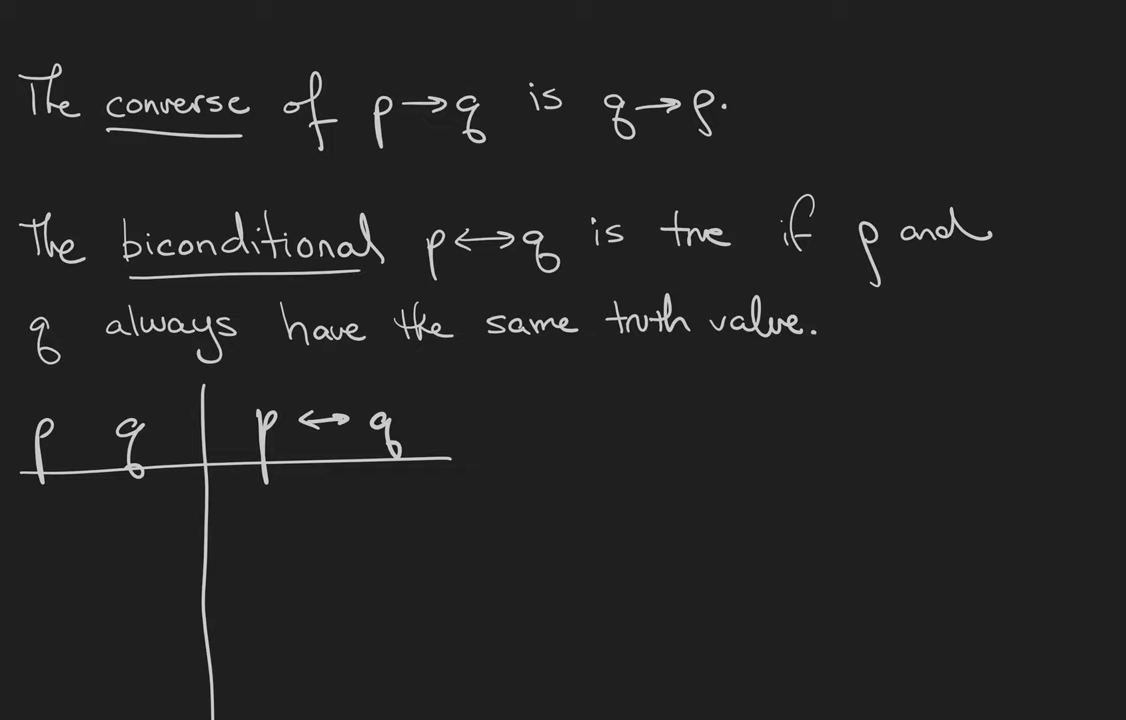 The converse of p→q is q→p.
The biconditional p↔q is true if p and
q always have the same truth value.
p q p ↔ q